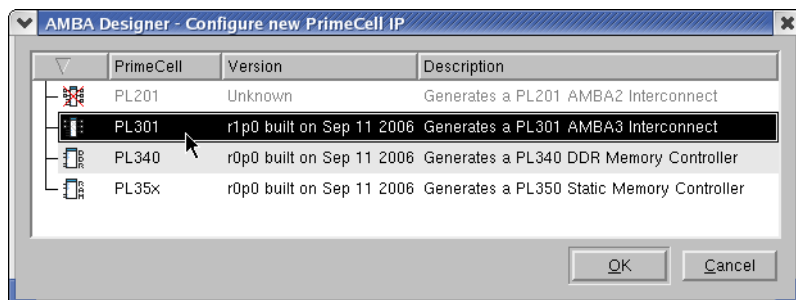 AMBA Designer - Configure new PrimeCell IP
PrimeCell Version Description
PL201 Unknown Generates a PL201 AMBA2 Interconnect
PL301 r1p0 built on Sep 11 2006 Generates a PL301 AMBA3 Interconnect
PL340 r0p0 built on Sep 11 2006 Generates a PL340 DDR Memory Controller
PL35x r0p0 built on Sep 11 2006 Generates a PL350 Static Memory Controller
OK Cancel